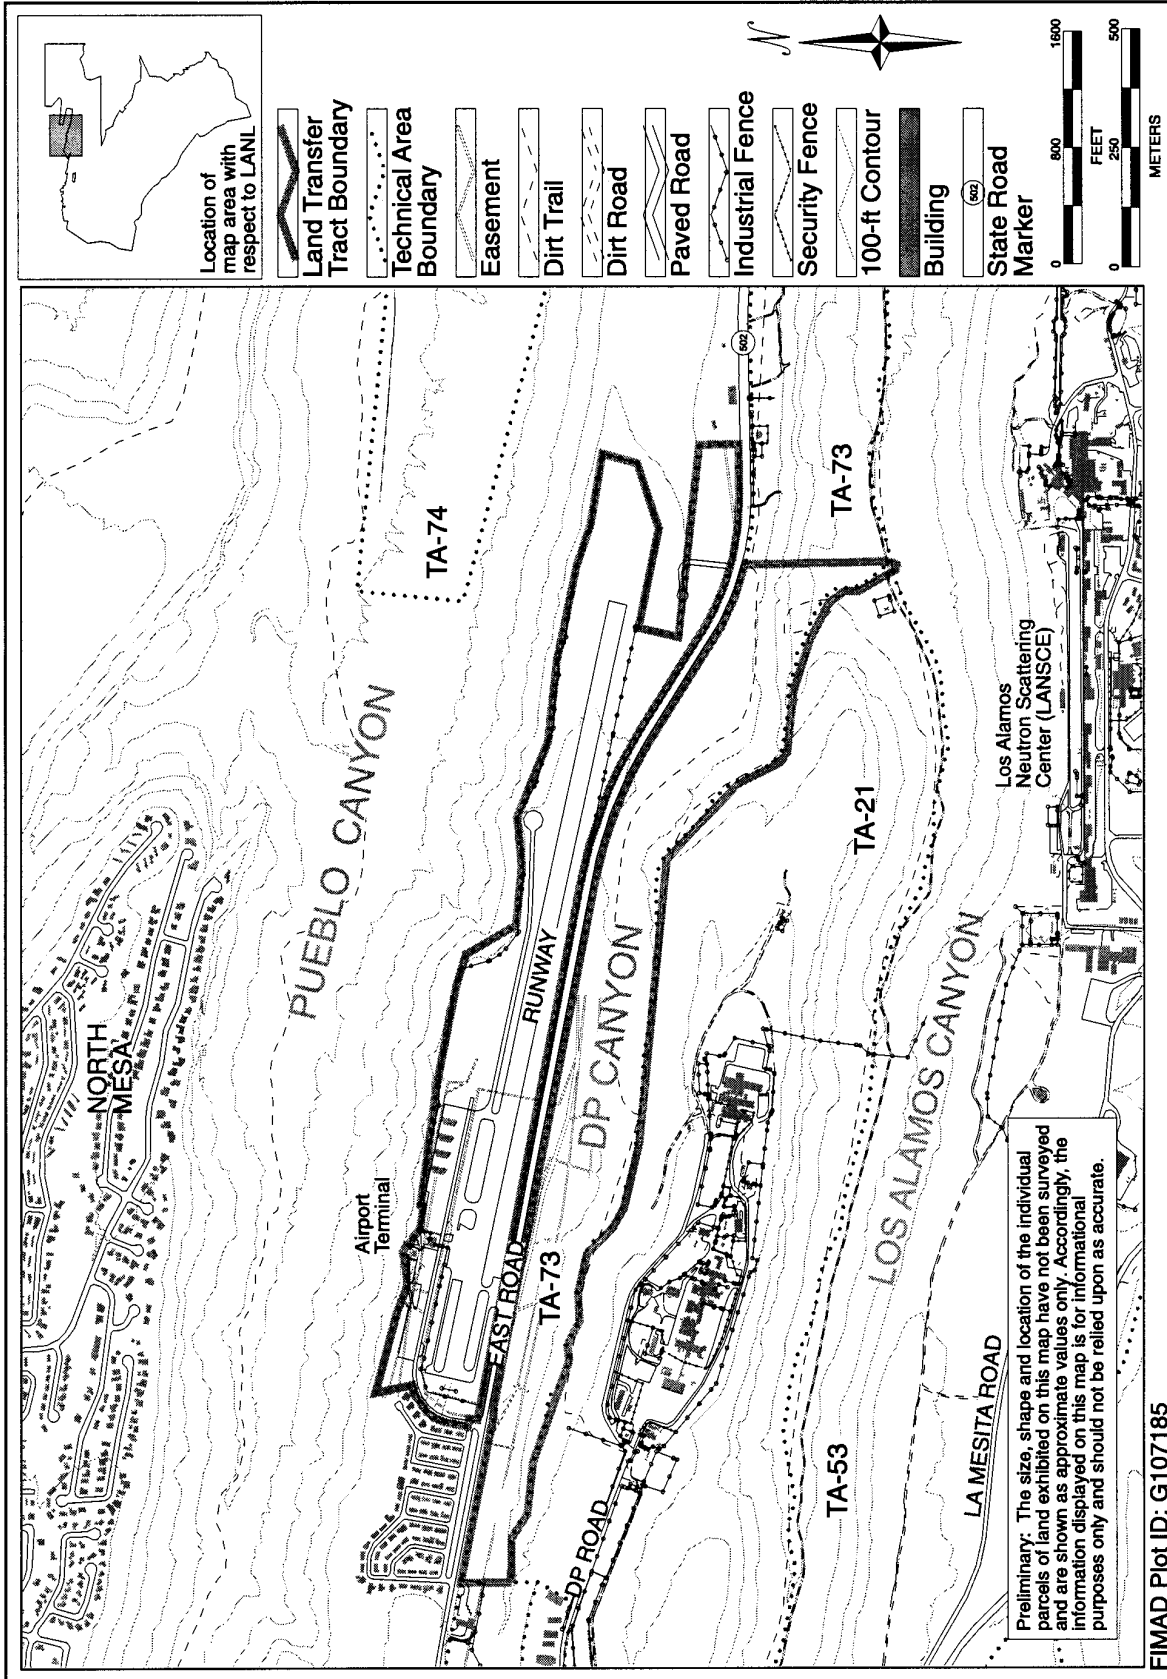 Location of
map area with
respect to LANL
Land Transfer
Tract Boundary
Technical Area
Boundary
Easement
Dirt Trail
Dirt Road
Paved Road
Industrial Fence
Security Fence
100-ft Contour
Building
502
State Road
Marker
N
0 800 1600
FEET
0 250 500
METERS
NORTH
MESA
PUEBLO CANYON
TA-74
Airport
Terminal
RUNWAY
EAST ROAD
502
TA-73
DP CANYON
TA-73
DP ROAD
TA-21
LOS ALAMOS CANYON
TA-53
LA MESITA ROAD
Los Alamos
Neutron Scattering
Center (LANSCE)
Preliminary: The size, shape and location of the individual
parcels of land exhibited on this map have not been surveyed
and are shown as approximate values only. Accordingly, the
information displayed on this map is for informational
purposes only and should not be relied upon as accurate.
FIMAD Plot ID: G107185